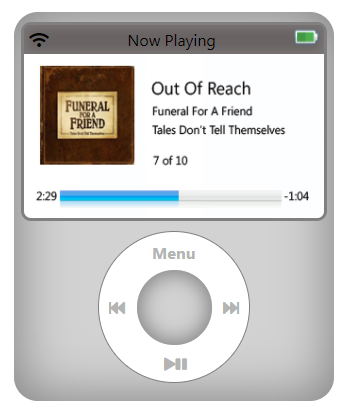 Now Playing
FUNERAL
FOR A
FRIEND
Tales Don't Tell Themselves
Out Of Reach
Funeral For A Friend
Tales Don't Tell Themselves
7 of 10
2:29
-1:04
Menu